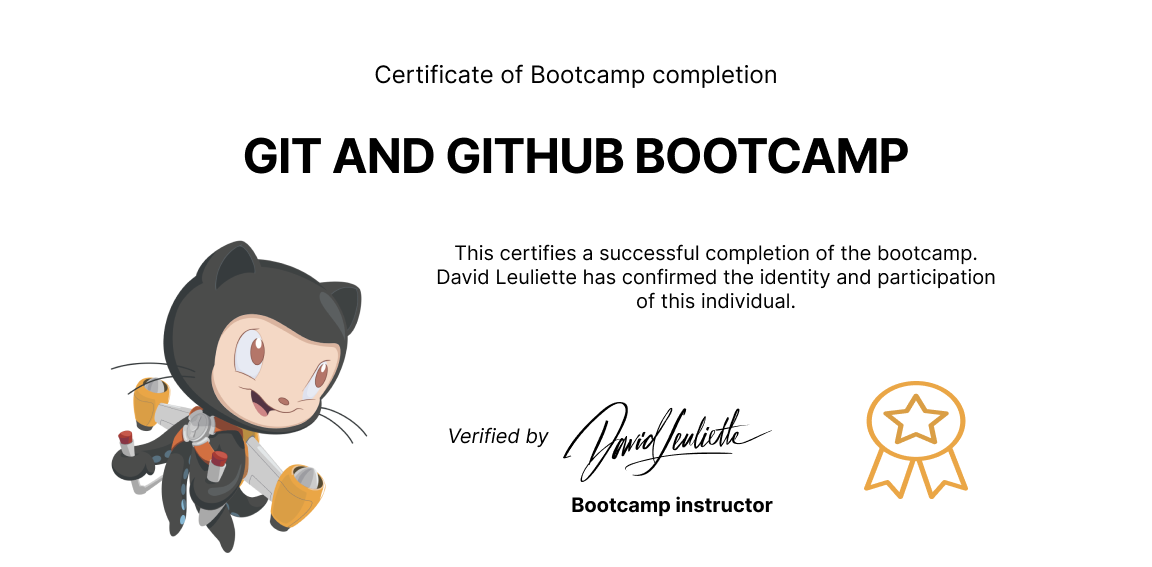 Certificate of Bootcamp completion
GIT AND GITHUB BOOTCAMP
This certifies a successful completion of the bootcamp.
David Leuliette has confirmed the identity and participation
of this individual.
Verified by David Leuliette
Bootcamp instructor